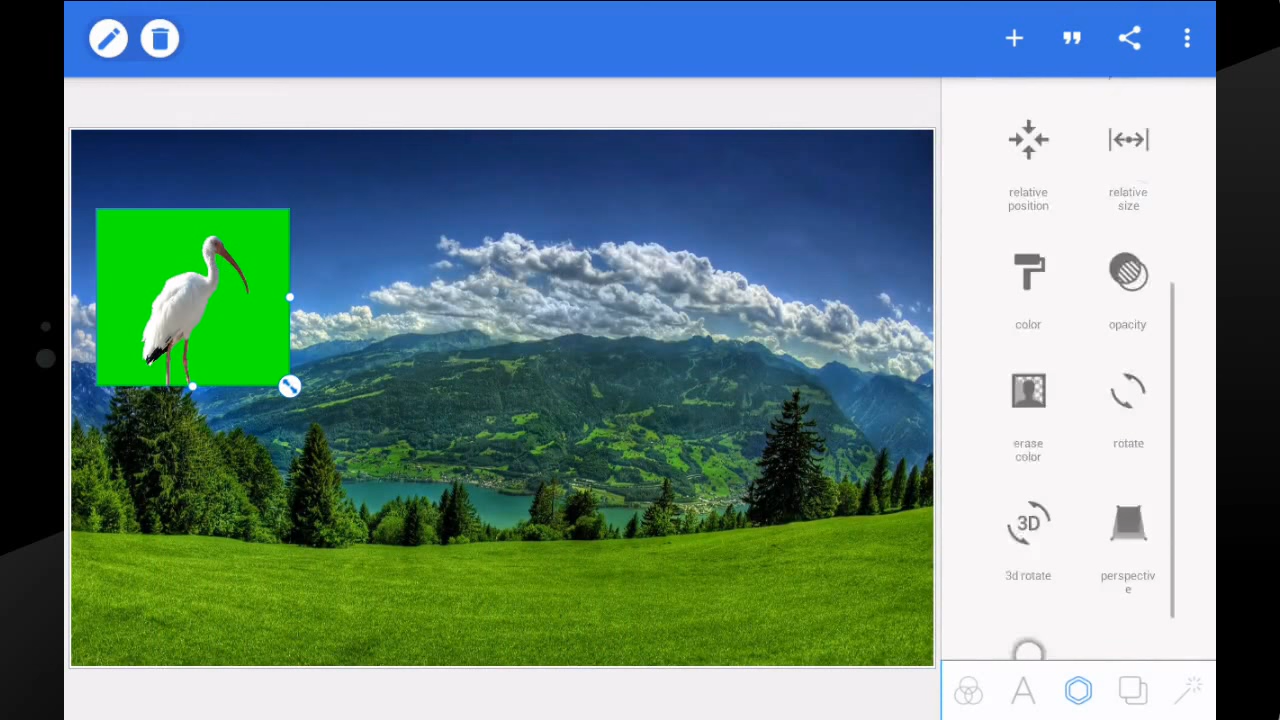 relative
position
relative
size
color
opacity
erase
color
rotate
3D
3d rotate
perspectiv
e
A